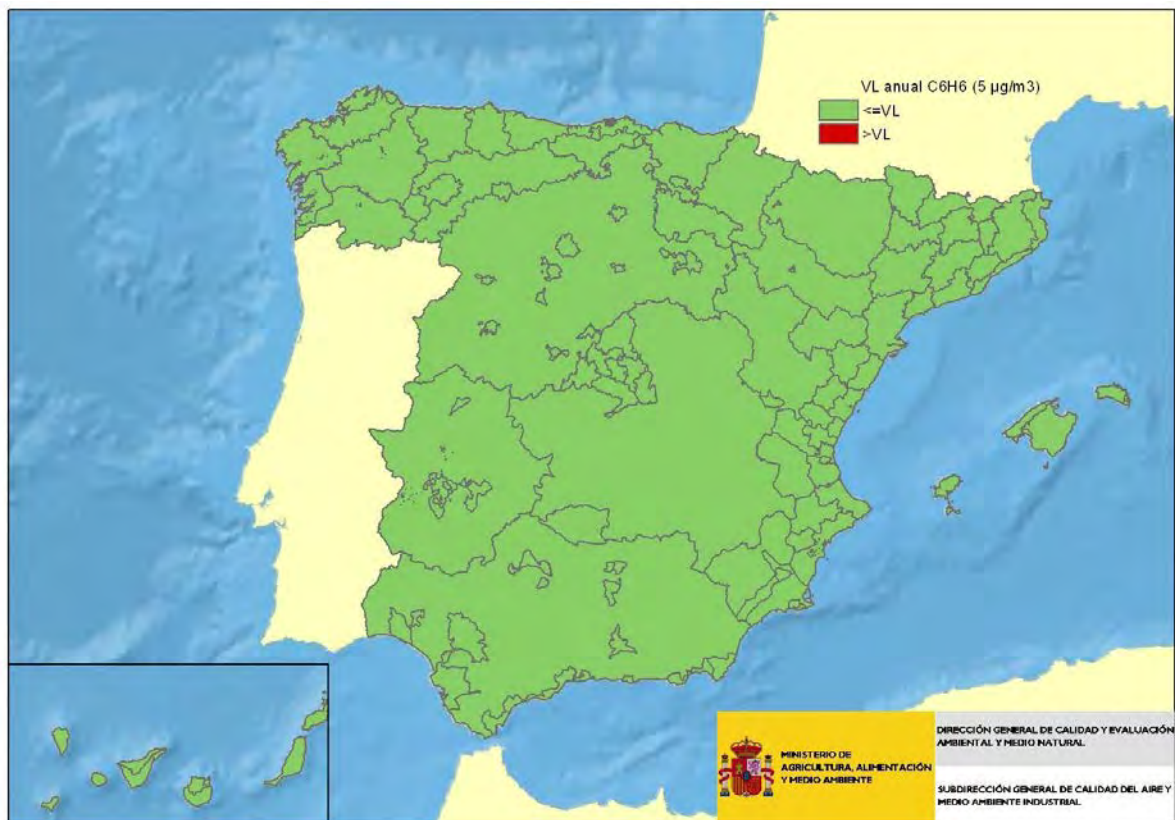 VL anual C6H6 (5 µg/m3)
<=VL
>VL
MINISTERIO DE
AGRICULTURA, ALIMENTACIÓN
Y MEDIO AMBIENTE
DIRECCIÓN GENERAL DE CALIDAD Y EVALUACIÓN
AMBIENTAL Y MEDIO NATURAL
SUBDIRECCIÓN GENERAL DE CALIDAD DEL AIRE Y
MEDIO AMBIENTE INDUSTRIAL